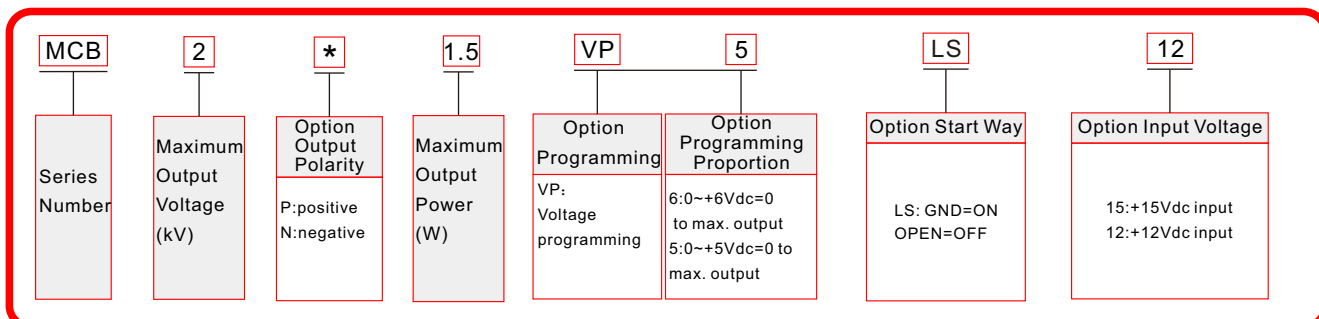 MCB 2 * 1.5 VP 5 LS 12
Series
Number
Maximum
Output
Voltage
(kV)
Option
Output
Polarity
P:positive
N:negative
Maximum
Output
Power
(W)
Option
Programming
VP：
Voltage
programming
Option
Programming
Proportion
6:0~+6Vdc=0
to max. output
5:0~+5Vdc=0 to
max. output
Option Start Way
LS: GND=ON
OPEN=OFF
Option Input Voltage
15:+15Vdc input
12:+12Vdc input